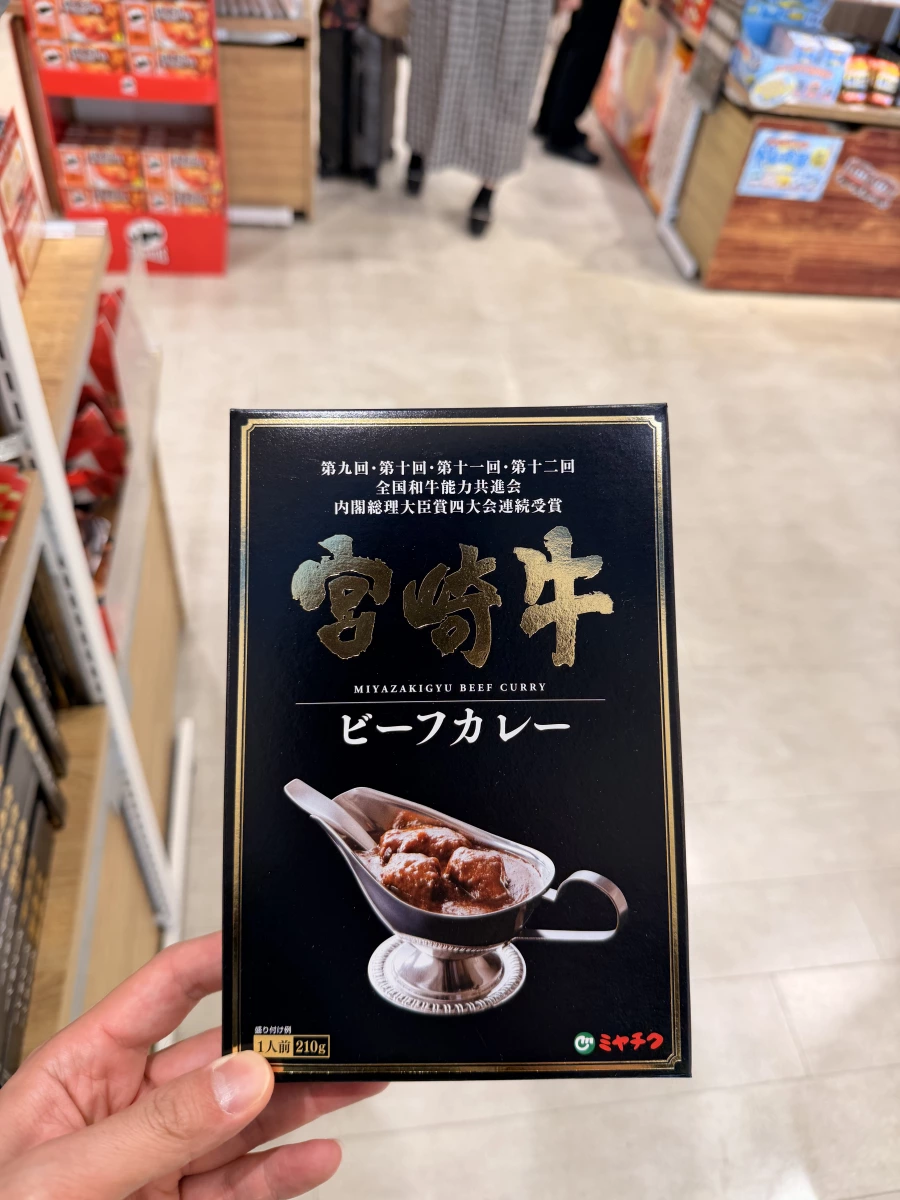 第九回・第十回・第十一回・第十二回
全国和牛能力共進会
内閣総理大臣賞四大会連続受賞
宮崎牛
MIYAZAKIGYU BEEF CURRY
ビーフカレー
盛り付け例
1人前 210g
ミヤチク